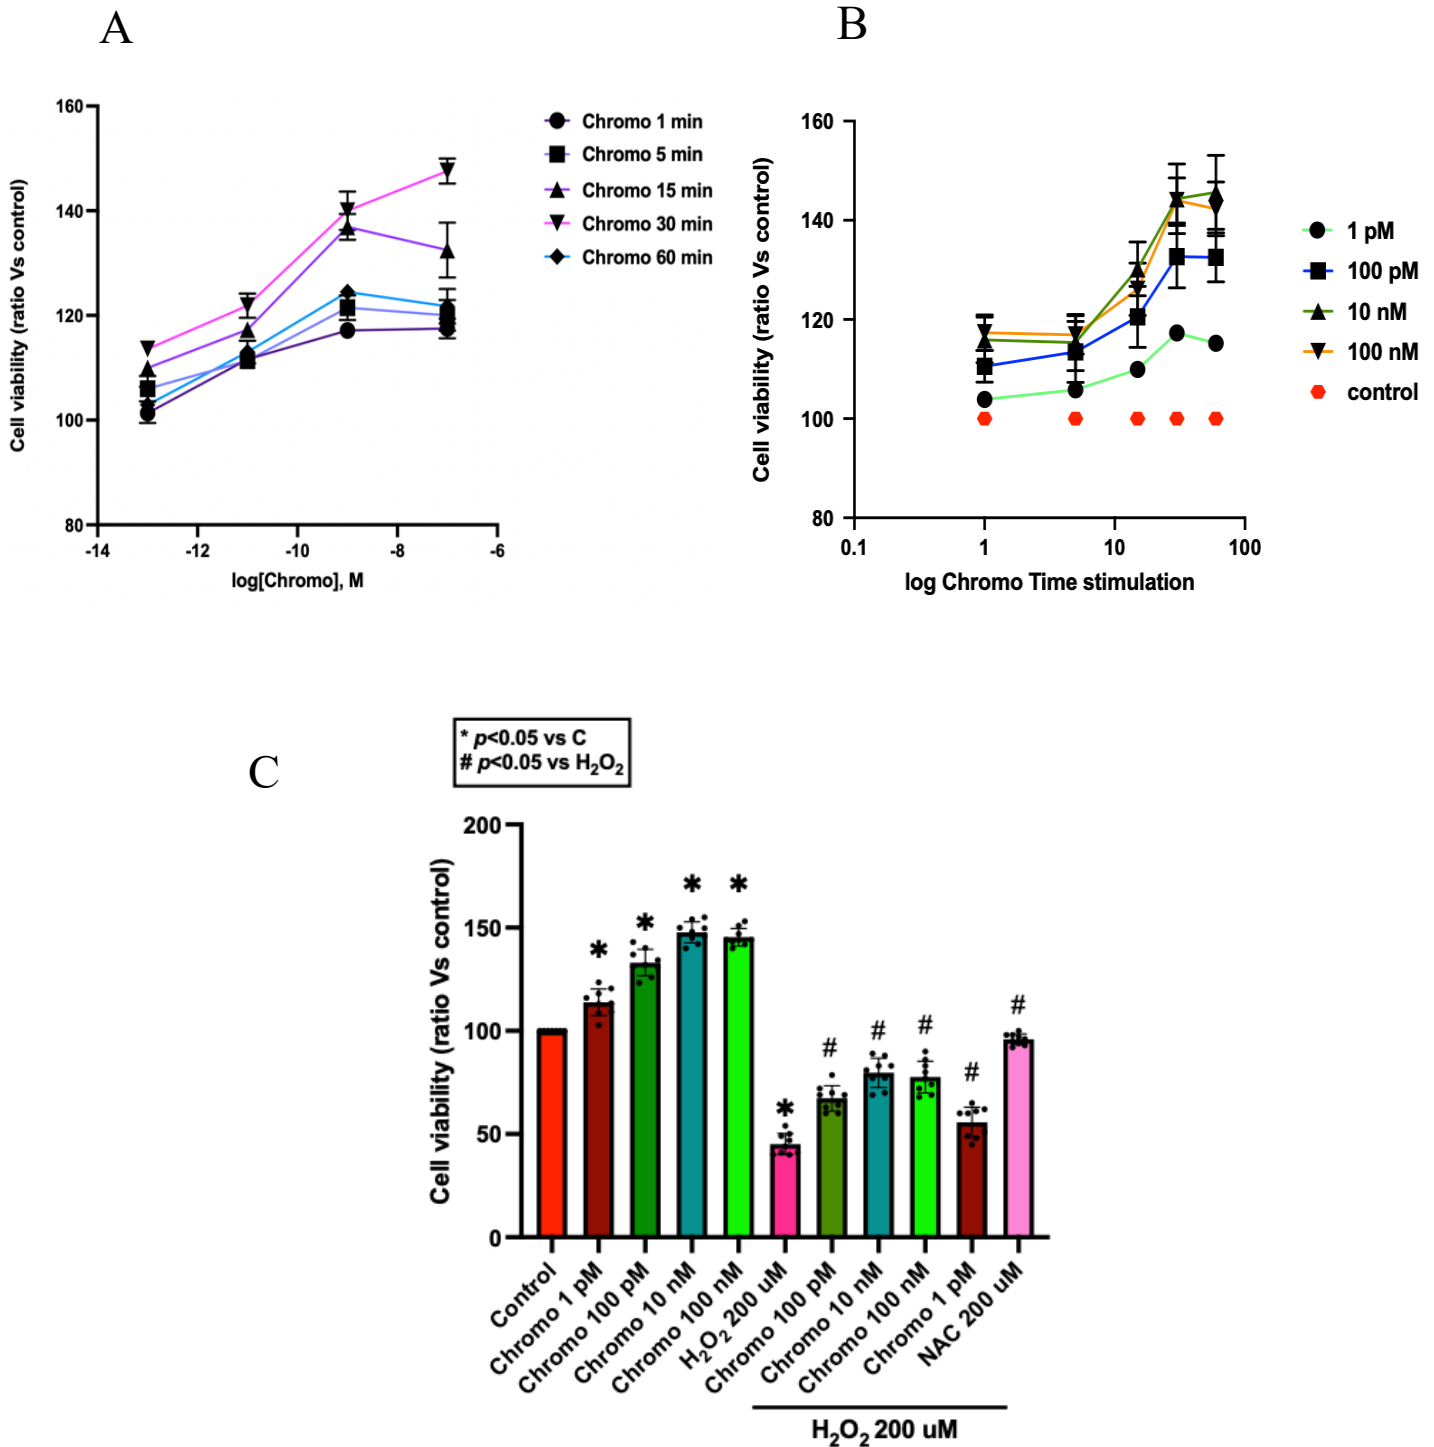 A
160
140
120
100
80
-14
-12
-10
-8
-6
Cell viability (ratio Vs control)
log[Chromo], M
Chromo 1 min
Chromo 5 min
Chromo 15 min
Chromo 30 min
Chromo 60 min
B
160
140
120
100
80
0.1
1
10
100
Cell viability (ratio Vs control)
log Chromo Time stimulation
1 pM
100 pM
10 nM
100 nM
control
C
* p<0.05 vs C
# p<0.05 vs H₂O₂
200
150
100
50
0
Cell viability (ratio Vs control)
*
*
*
*
*
#
#
#
#
#
Control
Chromo 1 pM
Chromo 100 pM
Chromo 10 nM
Chromo 100 nM
H₂O₂ 200 uM
Chromo 100 pM
Chromo 10 nM
Chromo 100 nM
Chromo 1 pM
NAC 200 uM
H₂O₂ 200 uM